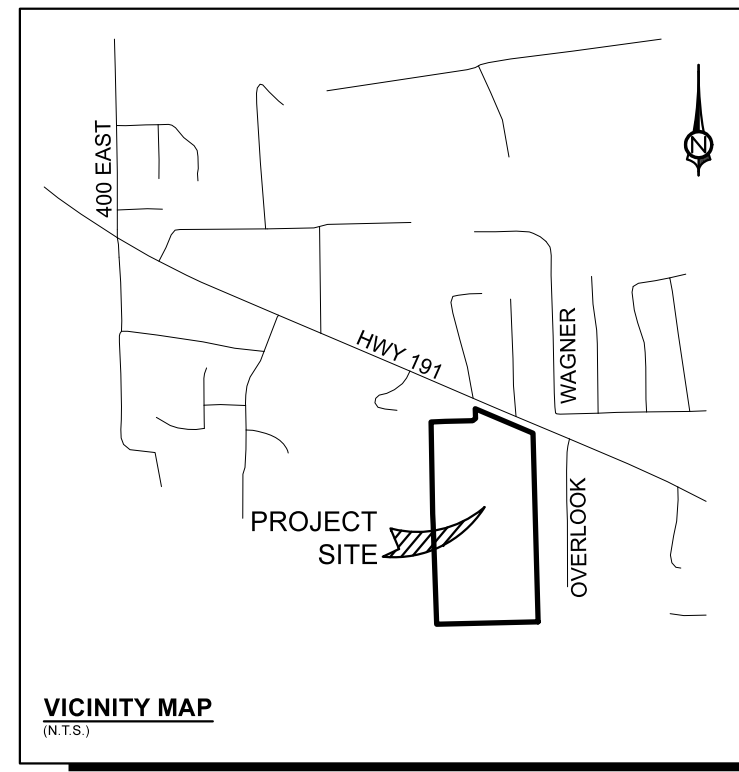 400 EAST
N
HWY 191
WAGNER
PROJECT
SITE
OVERLOOK
VICINITY MAP
(N.T.S.)